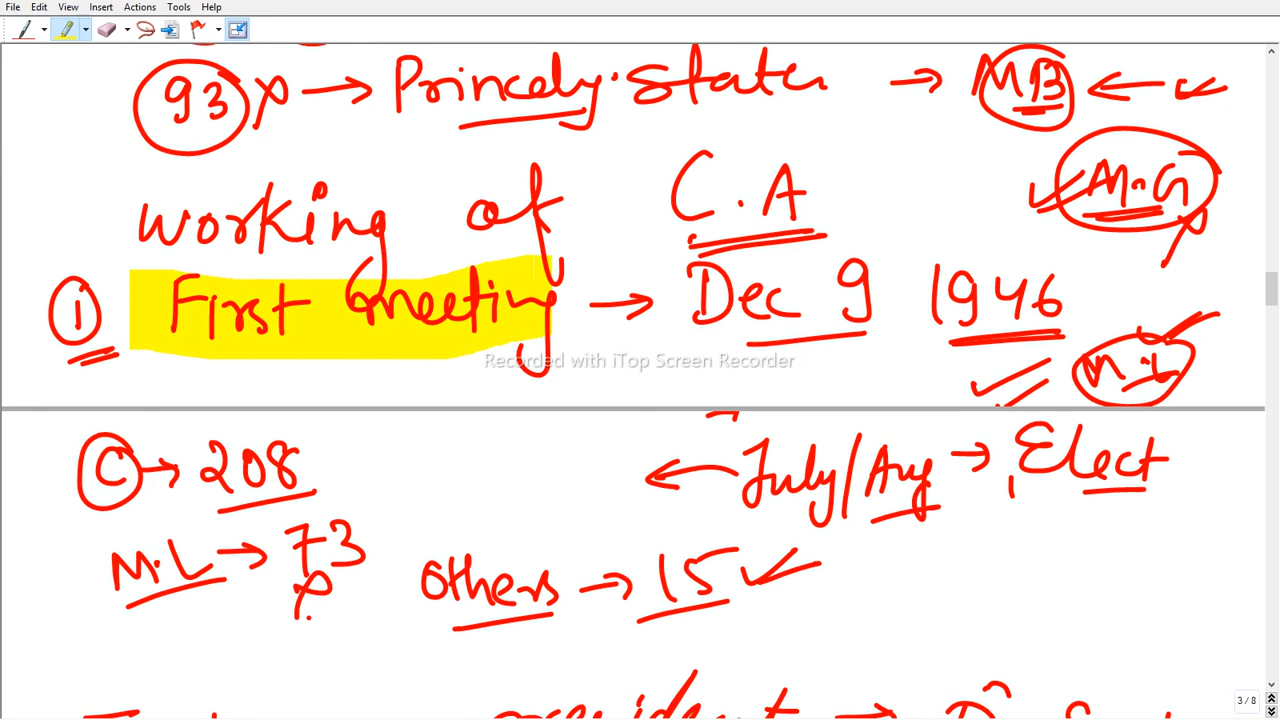 File Edit View Insert Actions Tools Help
93 x → Princely States → MB ←
M.G
working of C.A
① First meeting → Dec 9 1946
Recorded with iTop Screen Recorder
M.L
C → 208
← July/Aug → Elect
M.L → 73
x
Others → 15 ✓
3 / 8